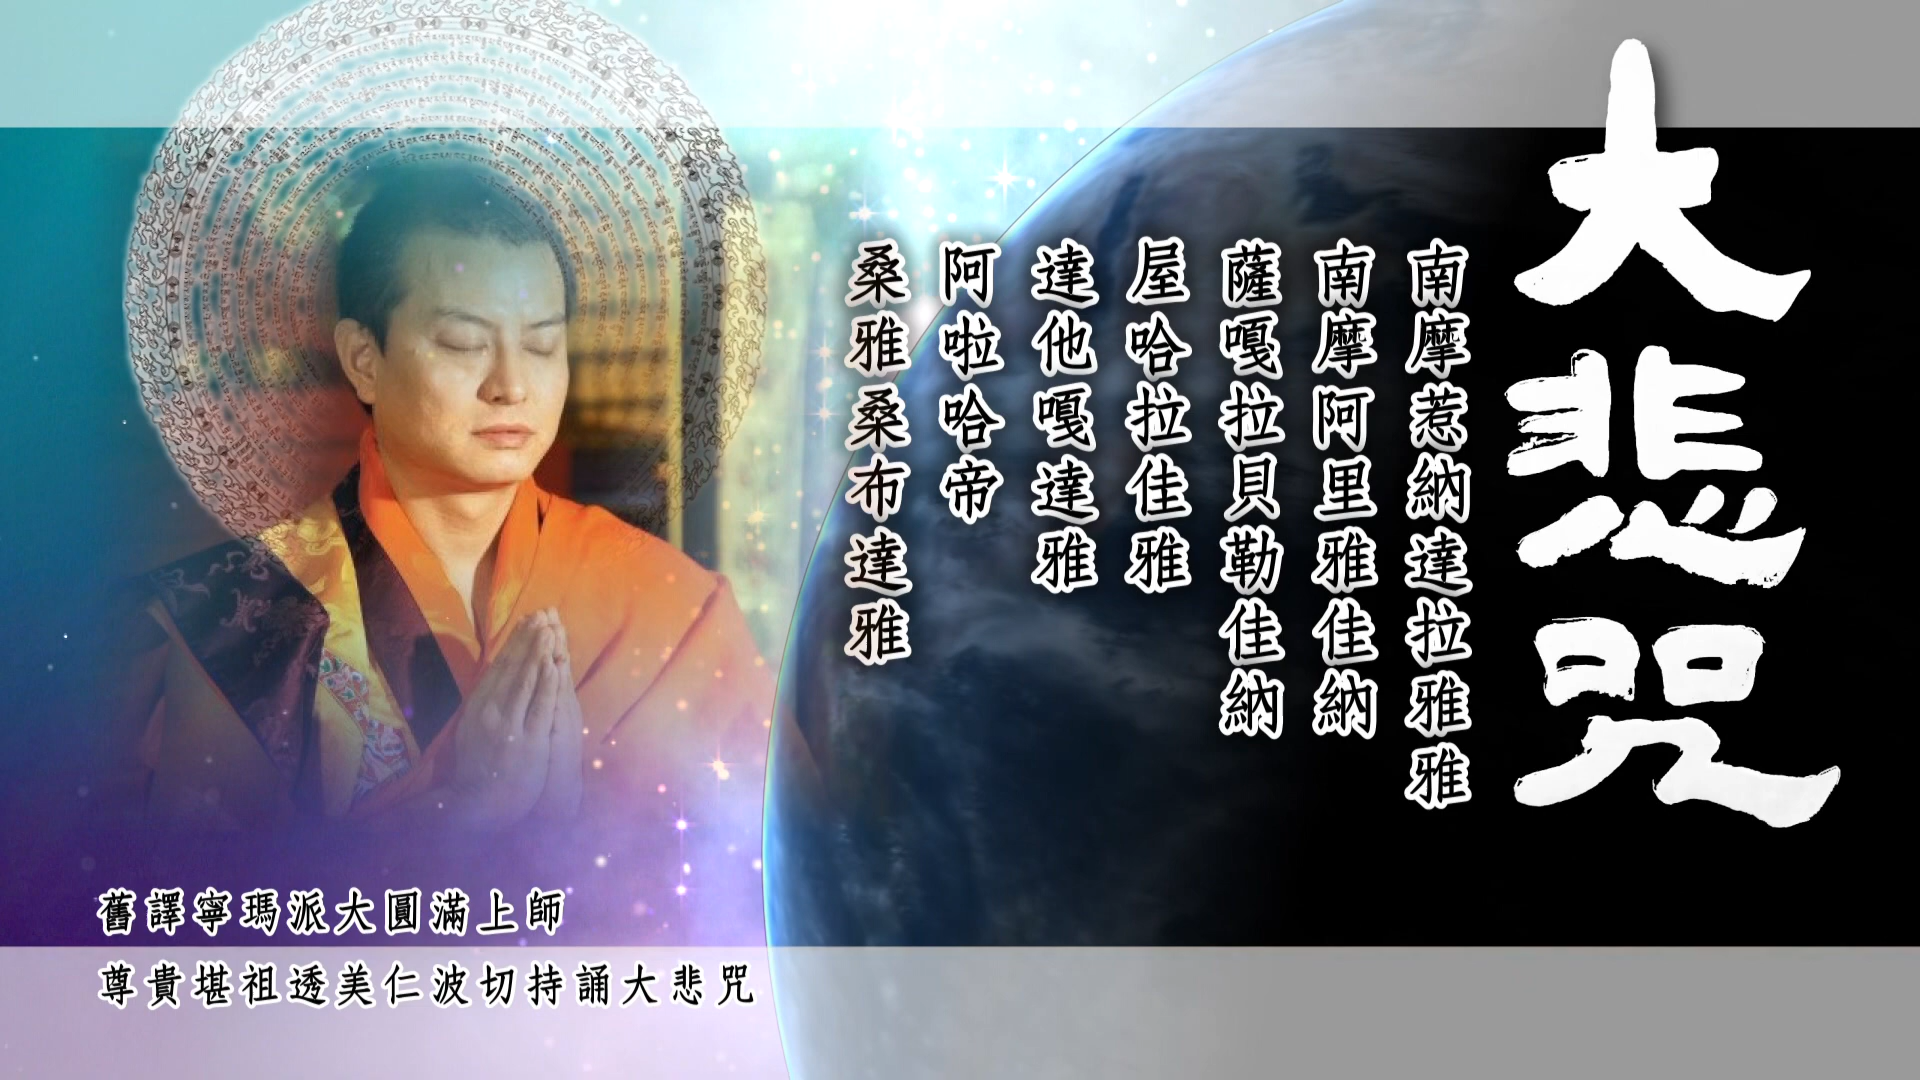 大悲咒
南摩惹納達拉雅雅
南摩阿里雅佳納
薩嘎拉貝勒佳納
屋哈拉佳雅
達他嘎達雅
阿啦哈帝
桑雅桑布達雅
舊譯寧瑪派大圓滿上師
尊貴堪祖透美仁波切持誦大悲咒